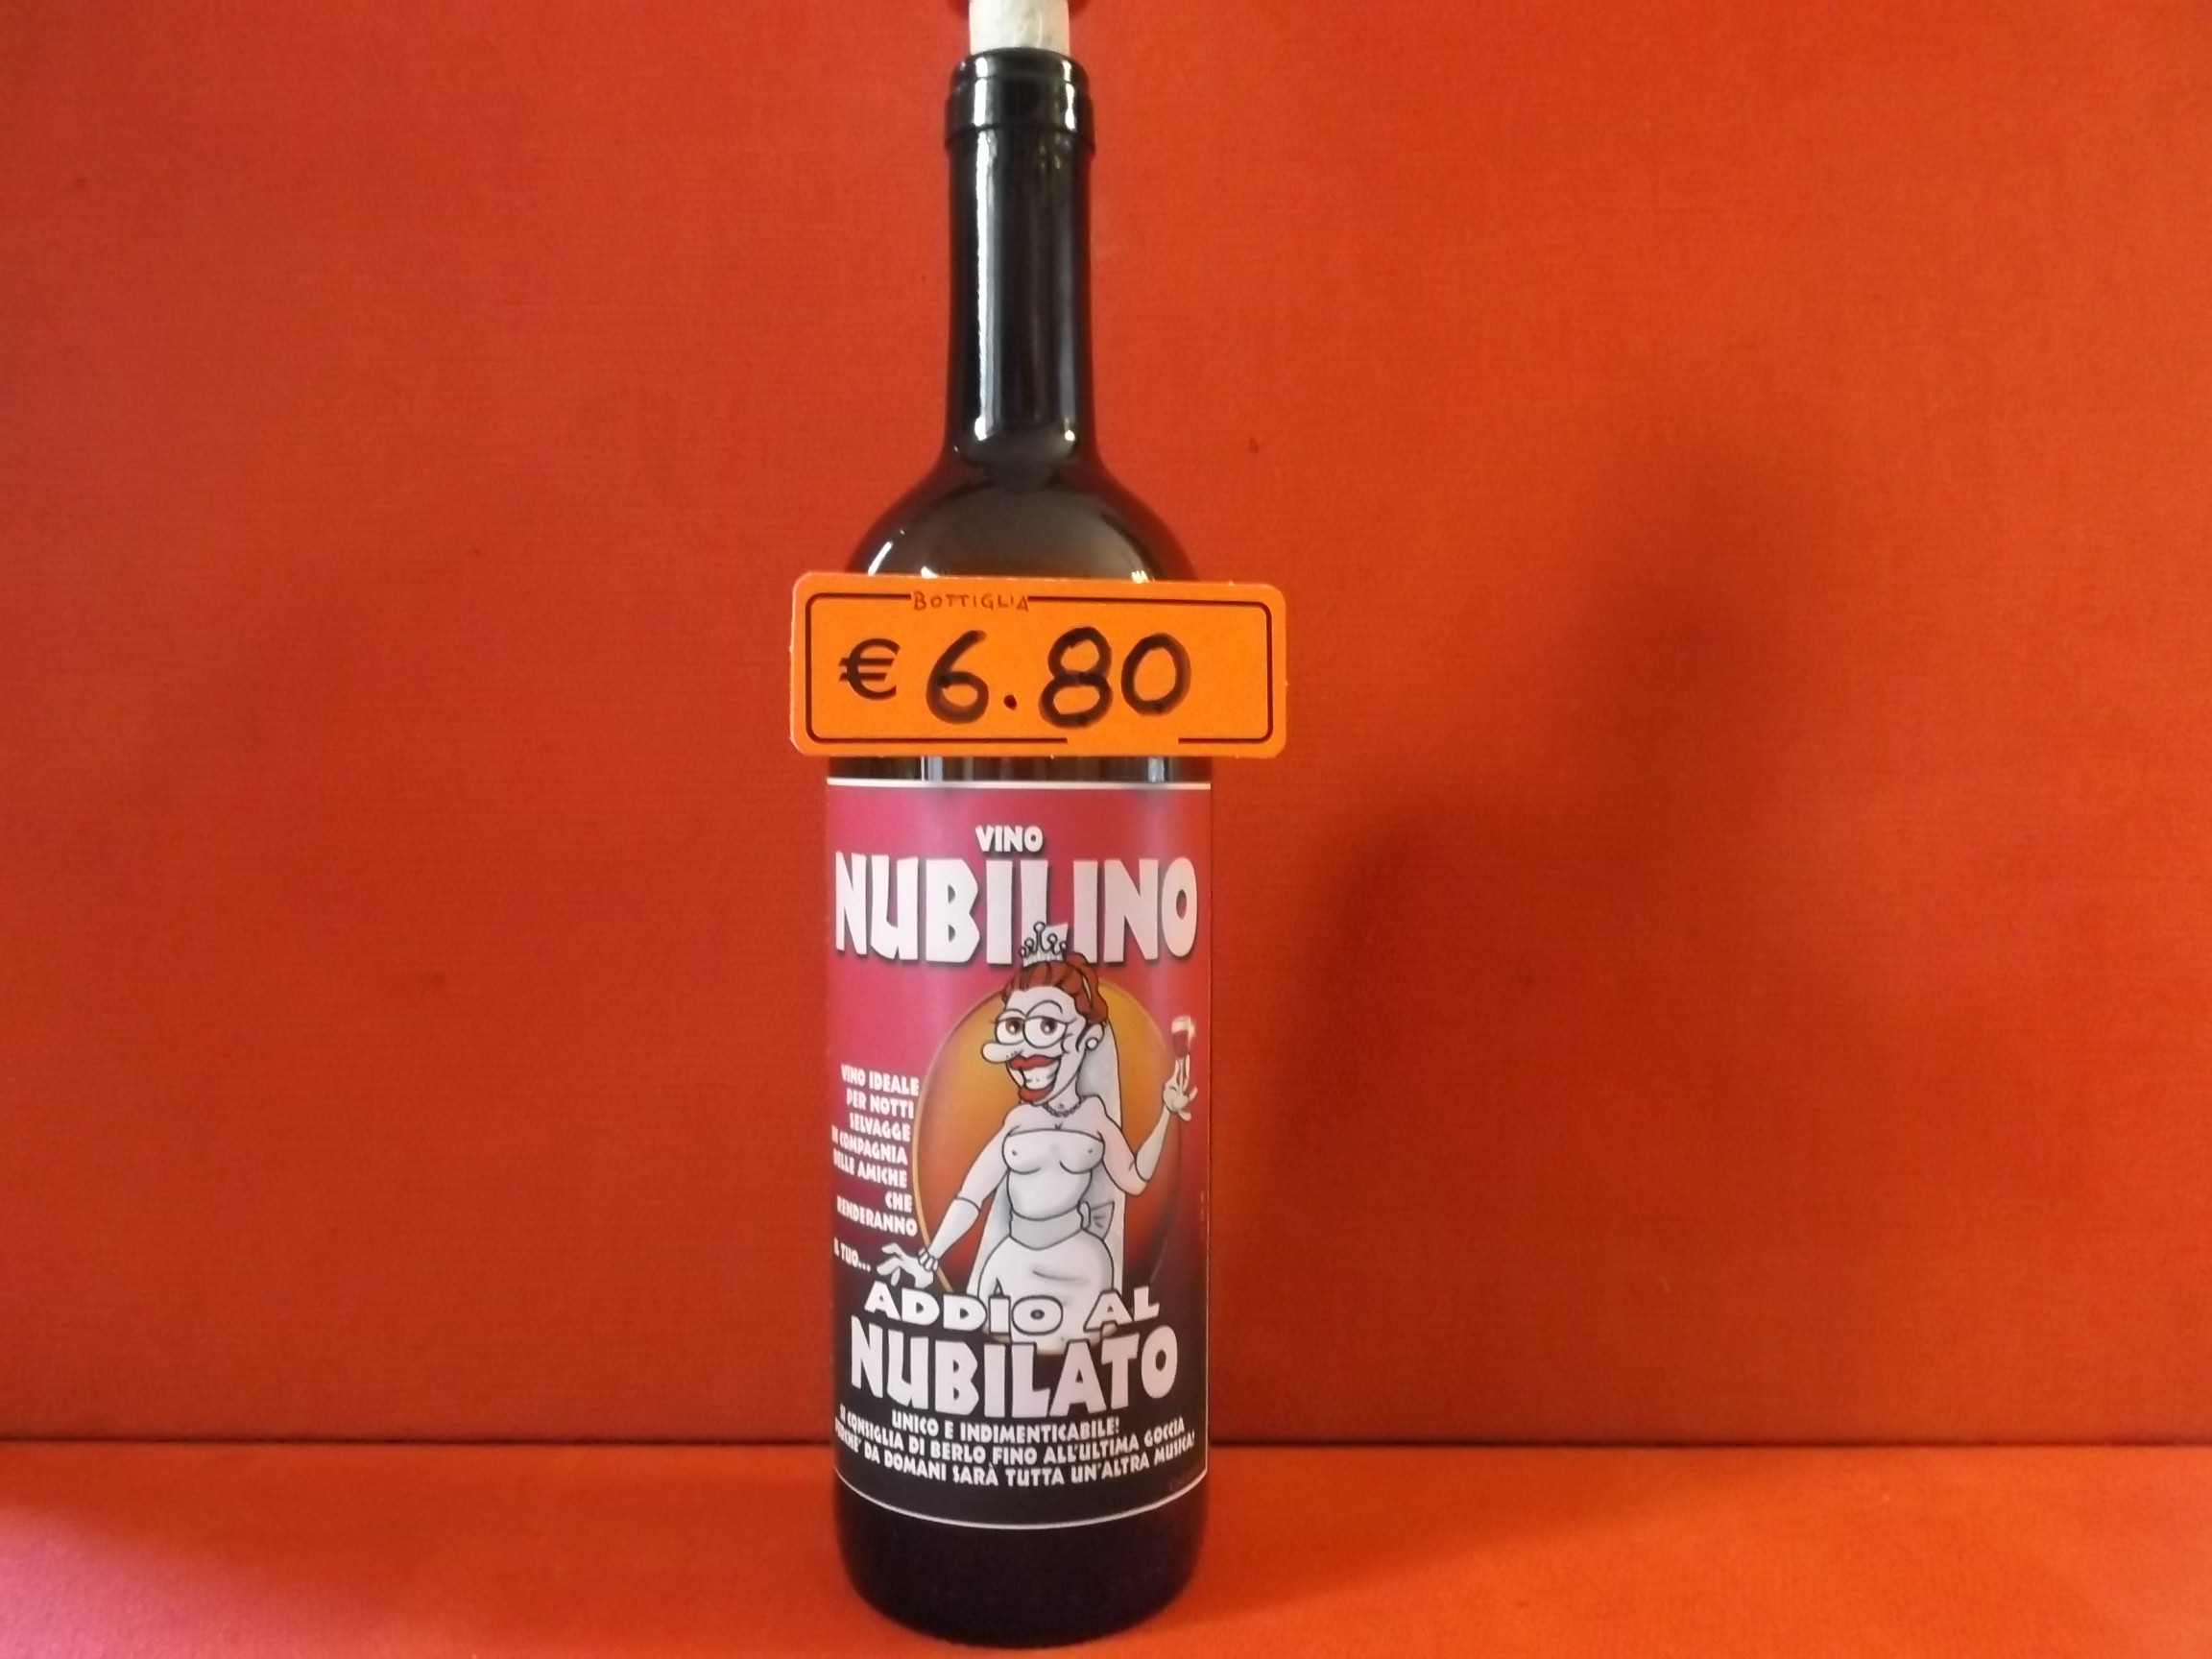 BOTTIGLIA
€ 6.80
VINO
NUBILINO
VINO IDEALE
PER NOTTI
SELVAGGE
IN COMPAGNIA
DELLE AMICHE
CHE
RENDERANNO
IL TUO...
ADDIO AL
NUBILATO
UNICO E INDIMENTICABILE!
SI CONSIGLIA DI BERLO FINO ALL'ULTIMA GOCCIA
PERCHE' DA DOMANI SARÀ TUTTA UN'ALTRA MUSICA!